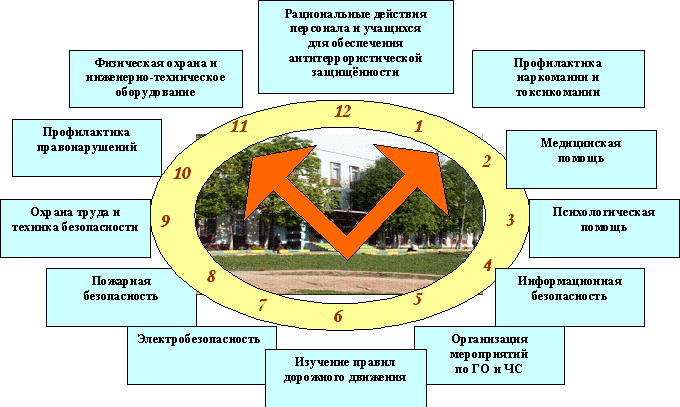 Рациональные действия
персонала и учащихся
для обеспечения
антитеррористической
защищённости
Физическая охрана и
инженерно-техническое
оборудование
Профилактика
наркомании и
токсикомании
12
11
1
Профилактика
правонарушений
10
2
Медицинская
помощь
Охрана труда и
техника безопасности
9
3
Психологическая
помощь
Пожарная
безопасность
8
4
Информационная
безопасность
7
6
5
Электробезопасность
Изучение правил
дорожного движения
Организация
мероприятий
по ГО и ЧС